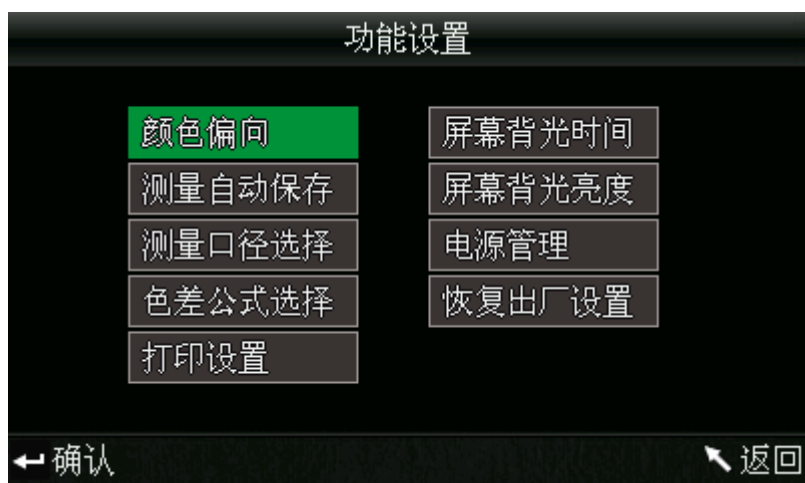 功能设置
颜色偏向
测量自动保存
测量口径选择
色差公式选择
打印设置
屏幕背光时间
屏幕背光亮度
电源管理
恢复出厂设置
确认
返回